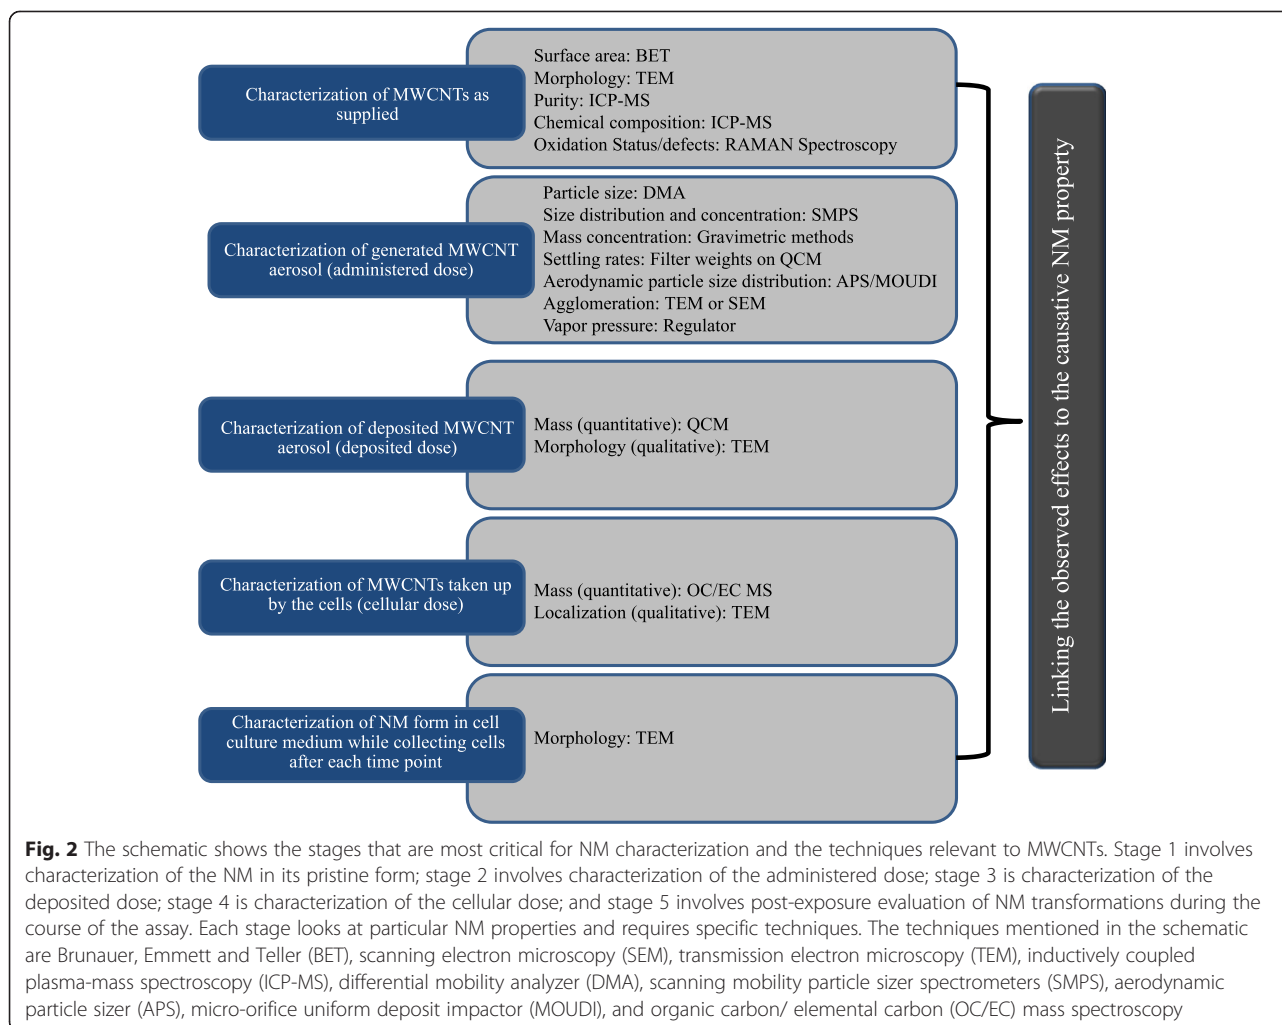 Characterization of MWCNTs as
supplied
Surface area: BET
Morphology: TEM
Purity: ICP-MS
Chemical composition: ICP-MS
Oxidation Status/defects: RAMAN Spectroscopy
Characterization of generated MWCNT
aerosol (administered dose)
Particle size: DMA
Size distribution and concentration: SMPS
Mass concentration: Gravimetric methods
Settling rates: Filter weights on QCM
Aerodynamic particle size distribution: APS/MOUDI
Agglomeration: TEM or SEM
Vapor pressure: Regulator
Characterization of deposited MWCNT
aerosol (deposited dose)
Mass (quantitative): QCM
Morphology (qualitative): TEM
Characterization of MWCNTs taken up
by the cells (cellular dose)
Mass (quantitative): OC/EC MS
Localization (qualitative): TEM
Characterization of NM form in cell
culture medium while collecting cells
after each time point
Morphology: TEM
Linking the observed effects to the causative NM property
Fig. 2 The schematic shows the stages that are most critical for NM characterization and the techniques relevant to MWCNTs. Stage 1 involves
characterization of the NM in its pristine form; stage 2 involves characterization of the administered dose; stage 3 is characterization of the
deposited dose; stage 4 is characterization of the cellular dose; and stage 5 involves post-exposure evaluation of NM transformations during the
course of the assay. Each stage looks at particular NM properties and requires specific techniques. The techniques mentioned in the schematic
are Brunauer, Emmett and Teller (BET), scanning electron microscopy (SEM), transmission electron microscopy (TEM), inductively coupled
plasma-mass spectroscopy (ICP-MS), differential mobility analyzer (DMA), scanning mobility particle sizer spectrometers (SMPS), aerodynamic
particle sizer (APS), micro-orifice uniform deposit impactor (MOUDI), and organic carbon/ elemental carbon (OC/EC) mass spectroscopy